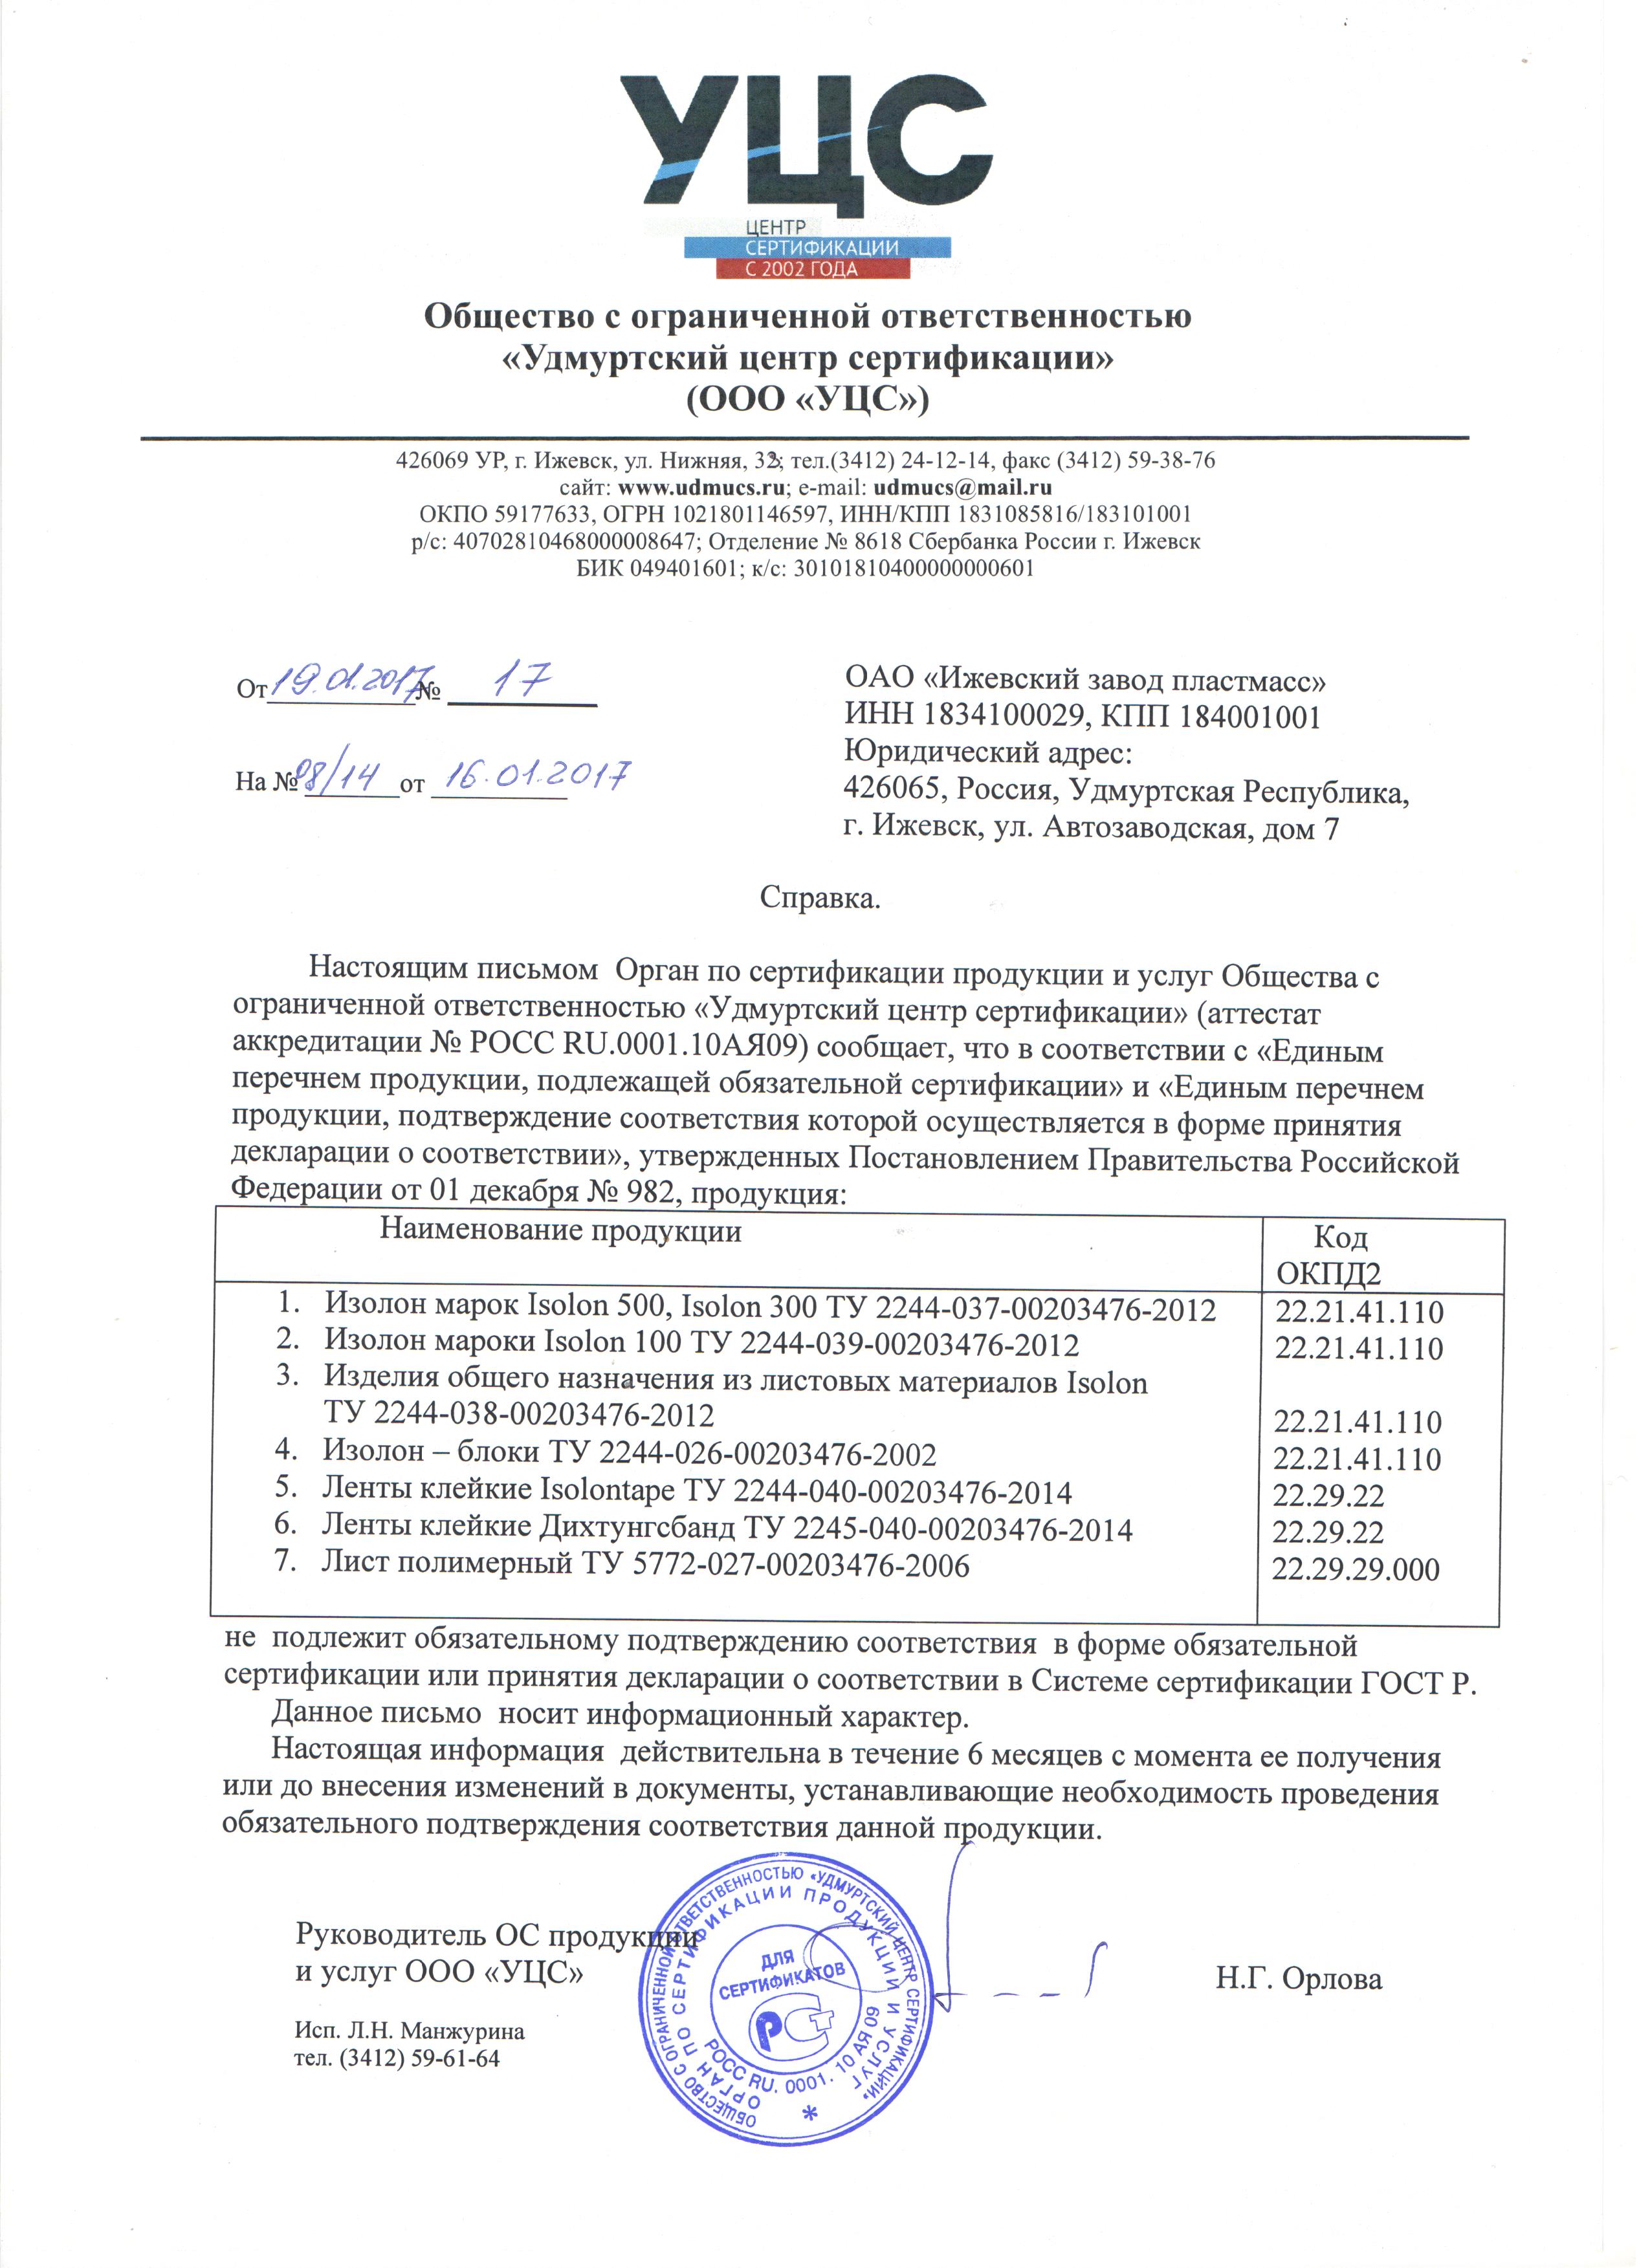 УЦС
ЦЕНТР
СЕРТИФИКАЦИИ
С 2002 ГОДА
Общество с ограниченной ответственностью
«Удмуртский центр сертификации»
(ООО «УЦС»)
426069 УР, г. Ижевск, ул. Нижняя, ; тел.(3412) 24-12-14, факс (3412) 59-38-76
сайт: www.udmucs.ru; e-mail: udmucs@mail.ru
ОКПО 59177633, ОГРН 1021801146597, ИНН/КПП 1831085816/183101001
р/с: 40702810468000008647; Отделение № 8618 Сбербанка России г. Ижевск
БИК 049401601; к/с: 30101810400000000601
От 19.01.2017 № 17
На № 08/14 от 16.01.2017
ОАО «Ижевский завод пластмасс»
ИНН 1834100029, КПП 184001001
Юридический адрес:
426065, Россия, Удмуртская Республика,
г. Ижевск, ул. Автозаводская, дом 7
Справка.
Настоящим письмом Орган по сертификации продукции и услуг Общества с
ограниченной ответственностью «Удмуртский центр сертификации» (аттестат
аккредитации № РОСС RU.0001.10АЯ09) сообщает, что в соответствии с «Единым
перечнем продукции, подлежащей обязательной сертификации» и «Единым перечнем
продукции, подтверждение соответствия которой осуществляется в форме принятия
декларации о соответствии», утвержденных Постановлением Правительства Российской
Федерации от 01 декабря № 982, продукция:
Наименование продукции Код
ОКПД2
1. Изолон марок Isolon 500, Isolon 300 ТУ 2244-037-00203476-2012 22.21.41.110
2. Изолон мароки Isolon 100 ТУ 2244-039-00203476-2012 22.21.41.110
3. Изделия общего назначения из листовых материалов Isolon
ТУ 2244-038-00203476-2012 22.21.41.110
4. Изолон – блоки ТУ 2244-026-00203476-2002 22.21.41.110
5. Ленты клейкие Isolontape ТУ 2244-040-00203476-2014 22.29.22
6. Ленты клейкие Дихтунгсбанд ТУ 2245-040-00203476-2014 22.29.22
7. Лист полимерный ТУ 5772-027-00203476-2006 22.29.29.000
не подлежит обязательному подтверждению соответствия в форме обязательной
сертификации или принятия декларации о соответствии в Системе сертификации ГОСТ Р.
Данное письмо носит информационный характер.
Настоящая информация действительна в течение 6 месяцев с момента ее получения
или до внесения изменений в документы, устанавливающие необходимость проведения
обязательного подтверждения соответствия данной продукции.
Руководитель ОС продукции
и услуг ООО «УЦС»
Н.Г. Орлова
Исп. Л.Н. Манжурина
тел. (3412) 59-61-64
ОБЩЕСТВО С ОГРАНИЧЕННОЙ ОТВЕТСТВЕННОСТЬЮ «УДМУРТСКИЙ ЦЕНТР СЕРТИФИКАЦИИ»
ОРГАН ПО СЕРТИФИКАЦИИ ПРОДУКЦИИ И УСЛУГ
ДЛЯ
СЕРТИФИКАТОВ
РОСС RU. 0001. 10 АЯ 09